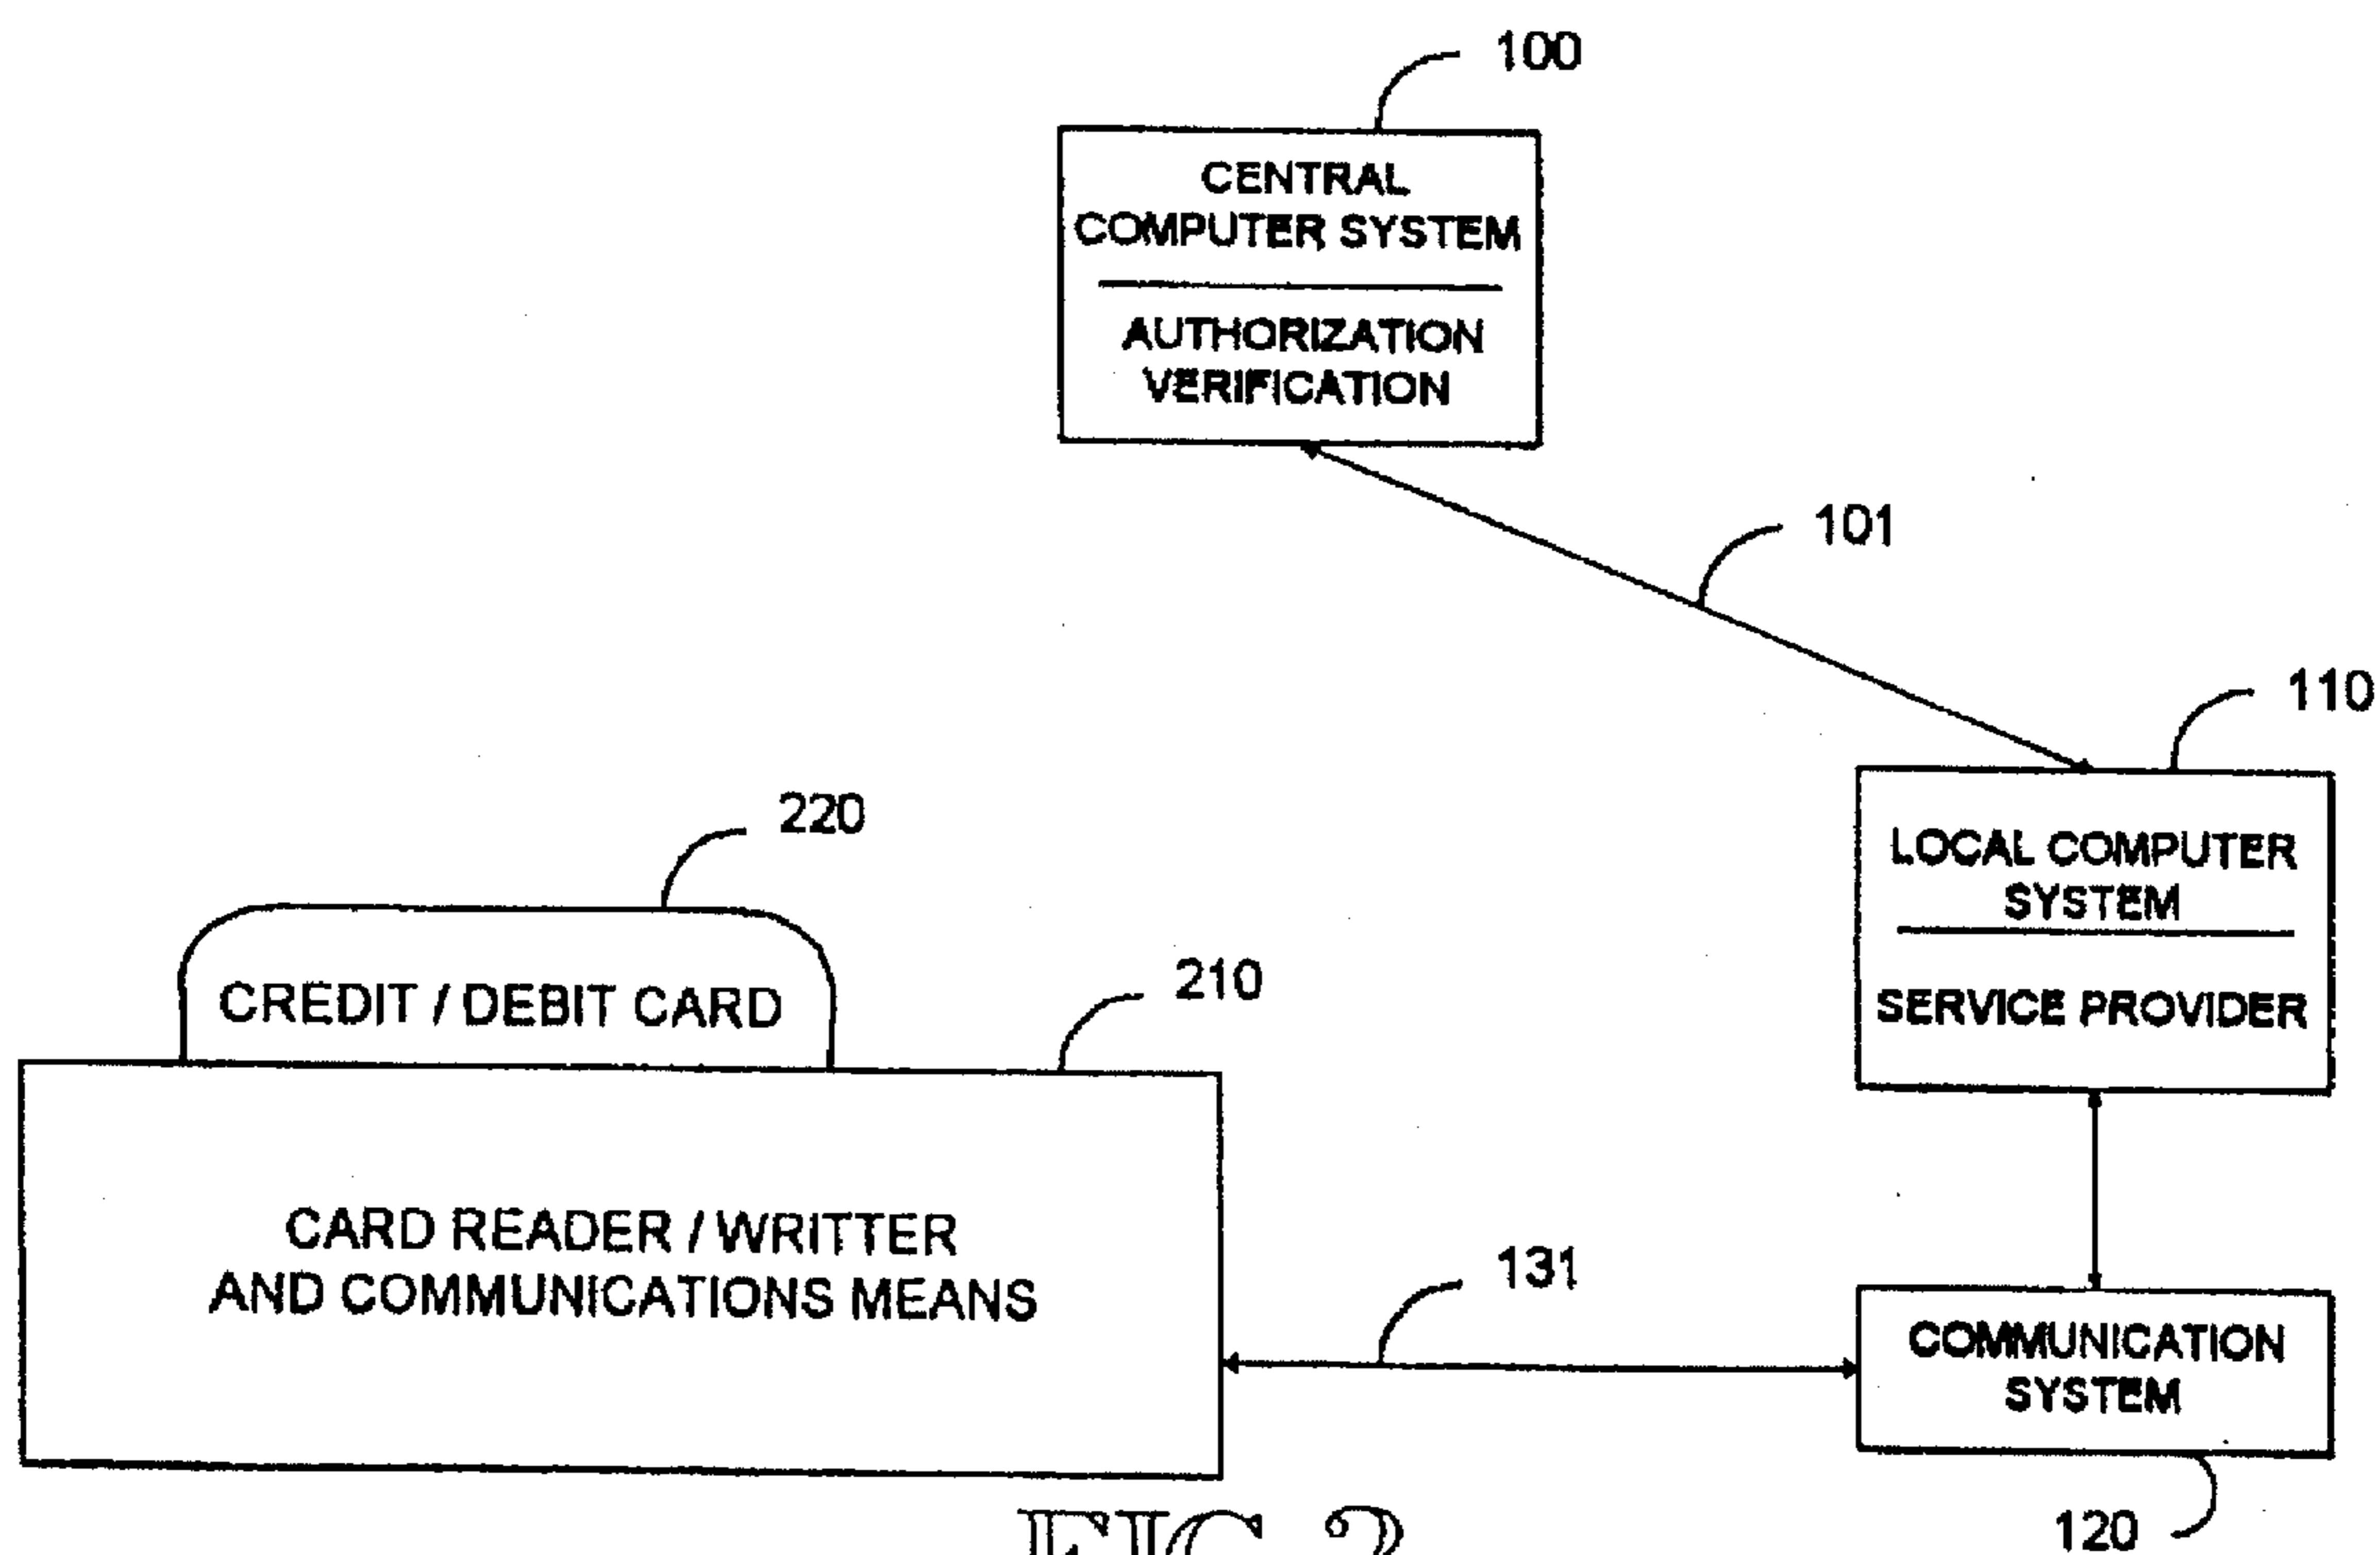 100
CENTRAL
COMPUTER SYSTEM
AUTHORIZATION
VERIFICATION
101
110
LOCAL COMPUTER
SYSTEM
SERVICE PROVIDER
220
CREDIT / DEBIT CARD
210
CARD READER / WRITTER
AND COMMUNICATIONS MEANS
131
COMMUNICATION
SYSTEM
120